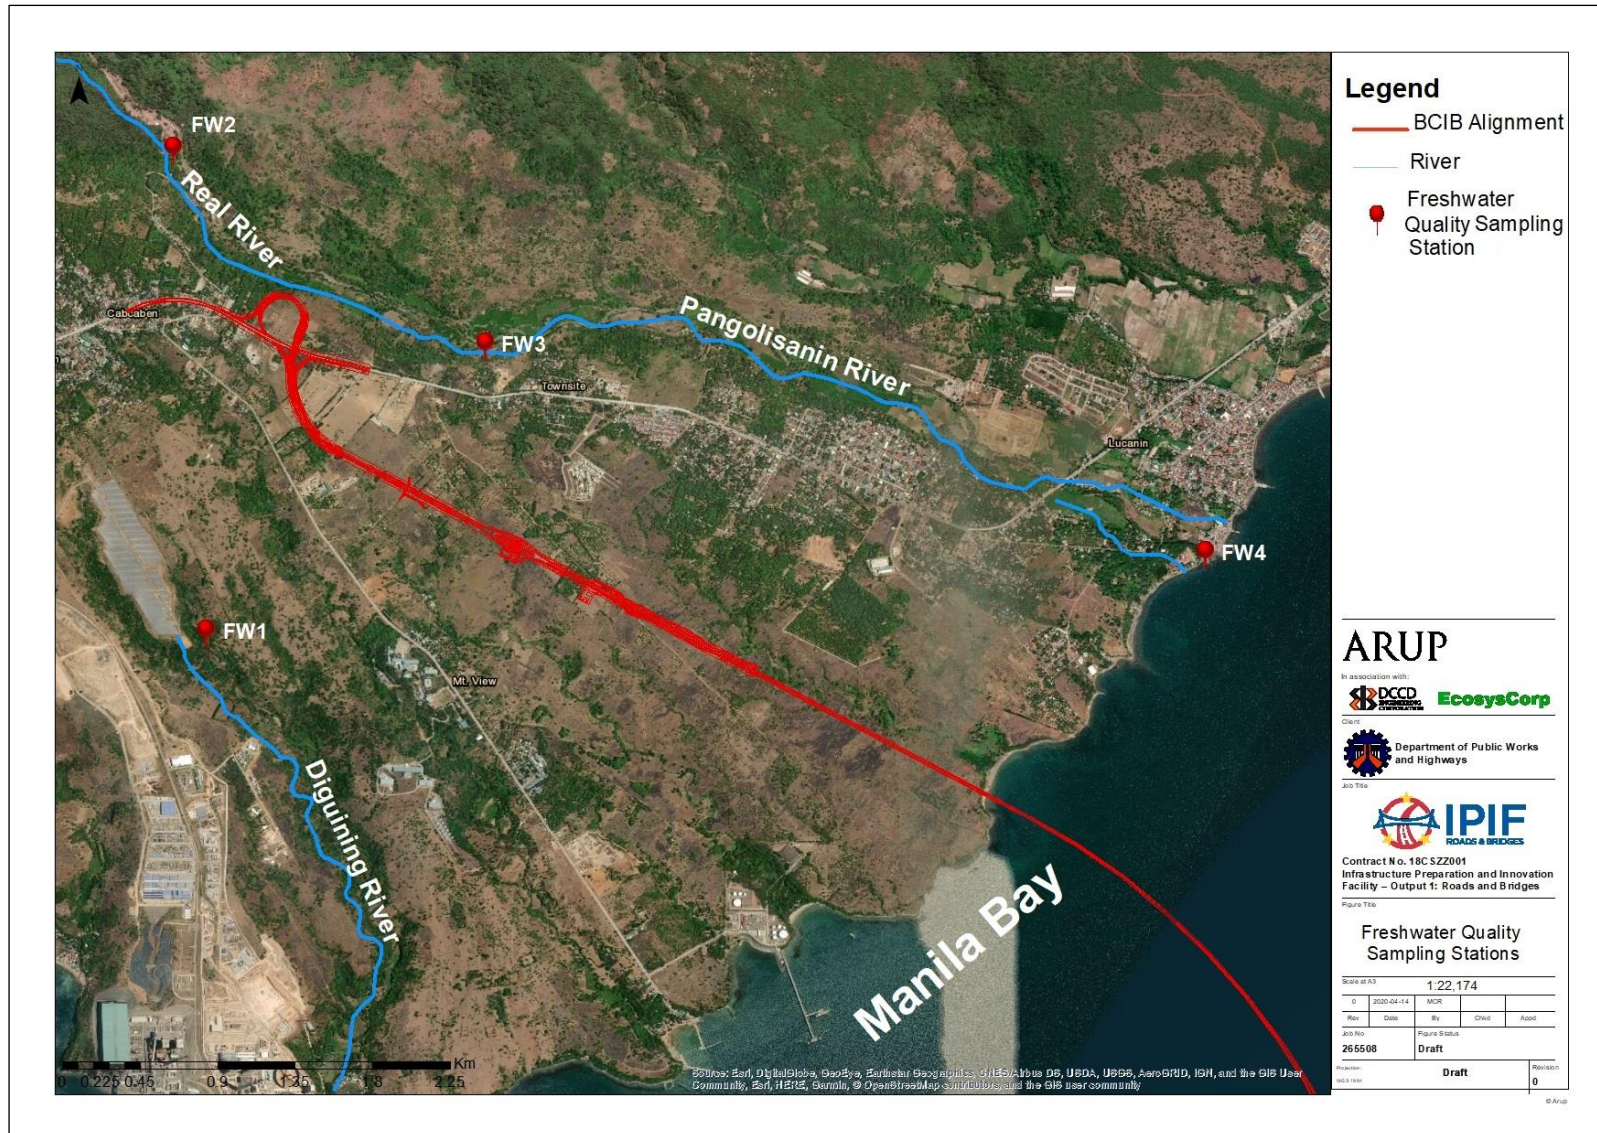 FW2
Real River
Cabcaben
FW3
Townsite
Pangolisanin River
Lucanin
FW4
FW1
Mt. View
Diguining River
Manila Bay
Km
0 0.225 0.45 0.9 1.35 1.8 2.25
Source: Esri, DigitalGlobe, GeoEye, Earthstar Geographics, CNES/Airbus DS, USDA, USGS, AeroGRID, IGN, and the GIS User
Community, Esri, HERE, Garmin, © OpenStreetMap contributors, and the GIS user community
Legend
BCIB Alignment
River
Freshwater
Quality Sampling
Station
ARUP
In association with:
DCCD
ENGINEERING
CORPORATION
EcosysCorp
Client
Department of Public Works
and Highways
Job Title
IPIF
ROADS & BRIDGES
Contract No. 18CSZZ001
Infrastructure Preparation and Innovation
Facility – Output 1: Roads and Bridges
Figure Title
Freshwater Quality
Sampling Stations
Scale at A3
1:22,174
0 2020-04-14 MCR
Rev Date By Chkd Appd
Job No Figure Status
265508 Draft
Projection:
Draft
Revision
0
© Arup